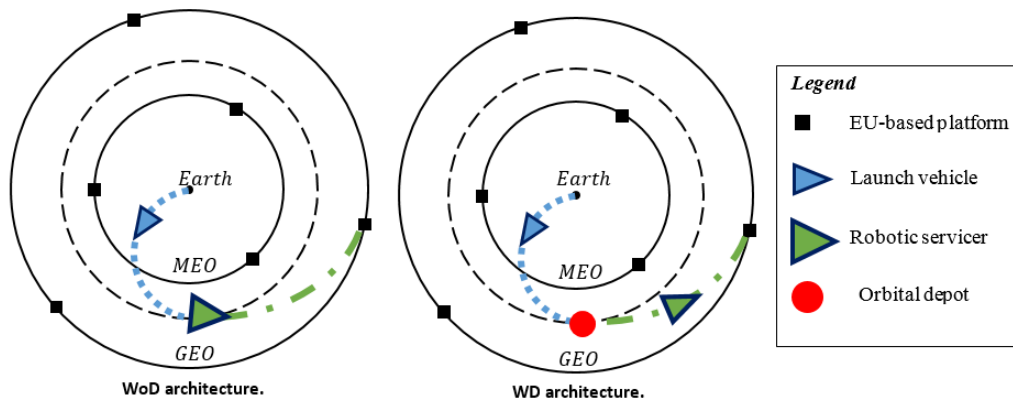 Earth
MEO
GEO
WoD architecture.
Earth
MEO
GEO
WD architecture.
Legend
EU-based platform
Launch vehicle
Robotic servicer
Orbital depot